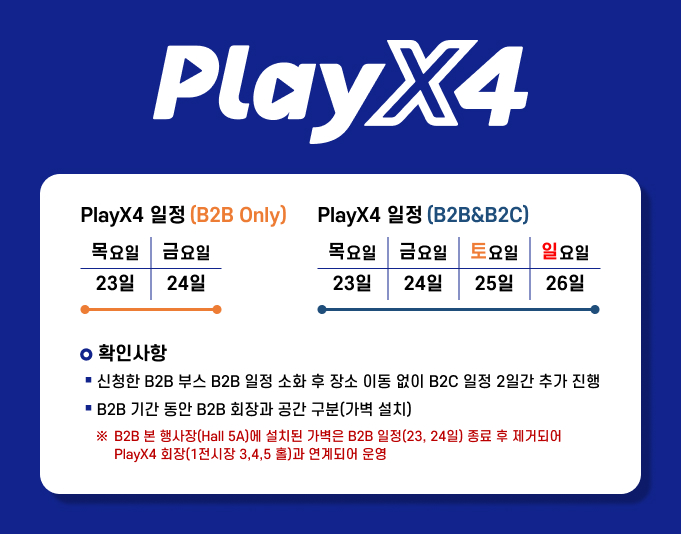 PlayX4
PlayX4 일정 (B2B Only)
목요일 금요일
23일 24일
PlayX4 일정 (B2B&B2C)
목요일 금요일 토요일 일요일
23일 24일 25일 26일
확인사항
신청한 B2B 부스 B2B 일정 소화 후 장소 이동 없이 B2C 일정 2일간 추가 진행
B2B 기간 동안 B2B 회장과 공간 구분(가벽 설치)
※ B2B 본 행사장(Hall 5A)에 설치된 가벽은 B2B 일정(23, 24일) 종료 후 제거되어
PlayX4 회장(1전시장 3,4,5 홀)과 연계되어 운영